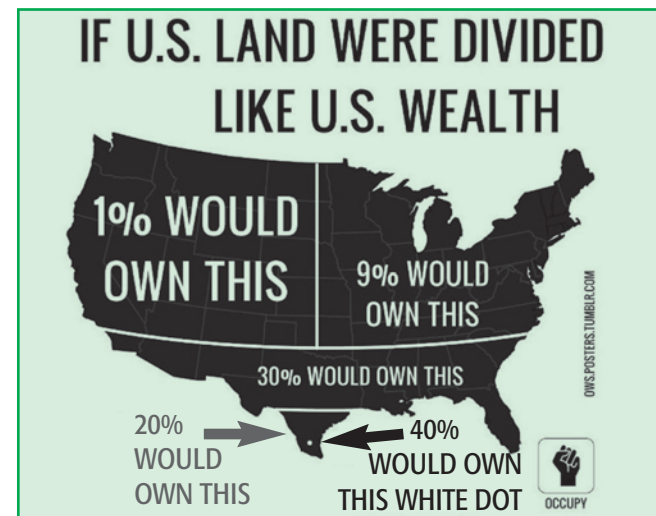 IF U.S. LAND WERE DIVIDED
LIKE U.S. WEALTH
1% WOULD
OWN THIS
9% WOULD
OWN THIS
30% WOULD OWN THIS
20%
WOULD
OWN THIS
40%
WOULD OWN
THIS WHITE DOT
OWS.POSTERS.TUMBLR.COM
OCCUPY